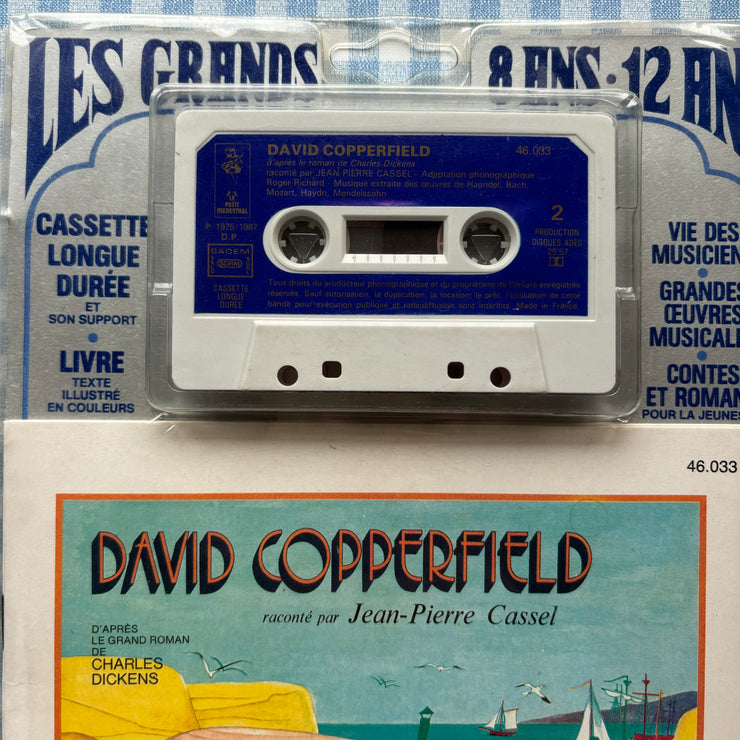 LES GRANDS
8 ANS · 12 AN
CASSETTE
LONGUE
DURÉE
ET
SON SUPPORT
LIVRE
TEXTE
ILLUSTRÉ
EN COULEURS
DAVID COPPERFIELD
46.033
d'après le roman de Charles Dickens
raconté par JEAN-PIERRE CASSEL - Adaptation phonographique
Roger Richard - Musique extraite des œuvres de Haendel, Bach,
Mozart, Haydn, Mendelssohn
LE
PETIT
MENESTREL
℗ 1975/1987
D.P.
SACEM
SDRM
CASSETTE
LONGUE
DUREE
2
PRODUCTION
DISQUES ADES
25'57
Tous droits du producteur phonographique et du propriétaire de l'œuvre enregistrée
réservés. Sauf autorisation, la duplication, la location, le prêt, l'utilisation de cette
bande pour exécution publique et radiodiffusion sont interdits. Made in France.
VIE DES
MUSICIEN
GRANDES
ŒUVRES
MUSICALE
CONTES
ET ROMAN
POUR LA JEUNES
46.033
DAVID COPPERFIELD
raconté par Jean-Pierre Cassel
D'APRÈS
LE GRAND ROMAN
DE
CHARLES
DICKENS